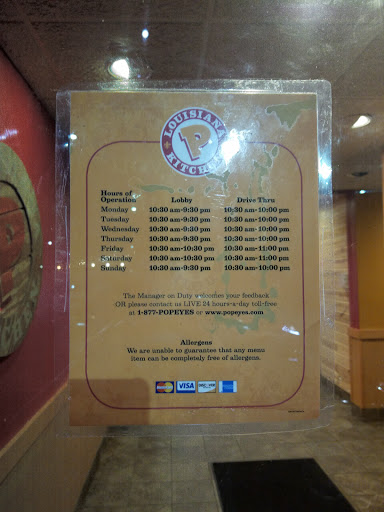 LOUISIANA
P
KITCHEN
Hours of
Operation Lobby Drive Thru
Monday 10:30 am-9:30 pm 10:30 am-10:00 pm
Tuesday 10:30 am-9:30 pm 10:30 am-10:00 pm
Wednesday 10:30 am-9:30 pm 10:30 am-10:00 pm
Thursday 10:30 am-9:30 pm 10:30 am-10:00 pm
Friday 10:30 am-10:30 pm 10:30 am-11:00 pm
Saturday 10:30 am-10:30 pm 10:30 am-11:00 pm
Sunday 10:30 am-9:30 pm 10:30 am-10:00 pm
The Manager on Duty welcomes your feedback
OR please contact us LIVE 24 hours-a-day toll-free
at 1-877-POPEYES or www.popeyes.com
Allergens
We are unable to guarantee that any menu
item can be completely free of allergens.
MasterCard VISA DISCOVER